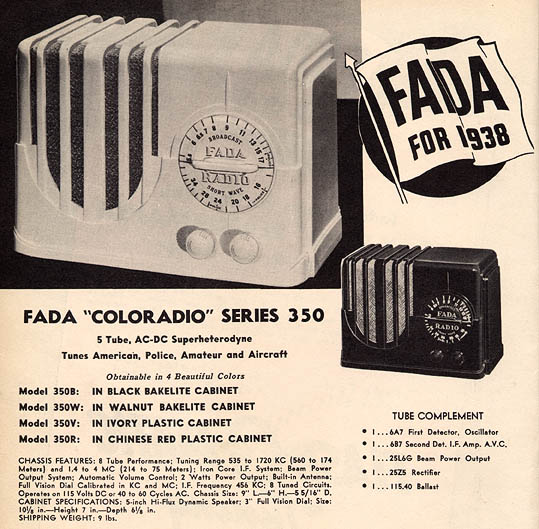 FADA
FOR 1938
BROADCAST
FADA
RADIO
SHORT WAVE
FADA "COLORADIO" SERIES 350
5 Tube, AC-DC Superheterodyne
Tunes American, Police, Amateur and Aircraft
Obtainable in 4 Beautiful Colors
Model 350B: IN BLACK BAKELITE CABINET
Model 350W: IN WALNUT BAKELITE CABINET
Model 350V: IN IVORY PLASTIC CABINET
Model 350R: IN CHINESE RED PLASTIC CABINET
CHASSIS FEATURES: 8 Tube Performance; Tuning Range 535 to 1720 KC (560 to 174
Meters) and 1.4 to 4 MC (214 to 75 Meters); Iron Core I.F. System; Beam Power
Output System; Automatic Volume Control; 2 Watts Power Output; Built-in Antenna;
Full Vision Dial Calibrated in KC and MC; I.F. Frequency 456 KC; 8 Tuned Circuits.
Operates on 115 Volts DC or 40 to 60 Cycles AC. Chassis Size: 9" L.—6" H.—5 5/16" D.
CABINET SPECIFICATIONS: 5-inch Hi-Flux Dynamic Speaker; 3" Full Vision Dial; Size:
10½ in.—Height 7 in.—Depth 6⅛ in.
SHIPPING WEIGHT: 9 lbs.
FADA
RADIO
TUBE COMPLEMENT
• 1...6A7 First Detector, Oscillator
• 1...6B7 Second Det. I.F. Amp. A.V.C.
• 1...25L6G Beam Power Output
• 1...25Z5 Rectifier
• 1...115.40 Ballast